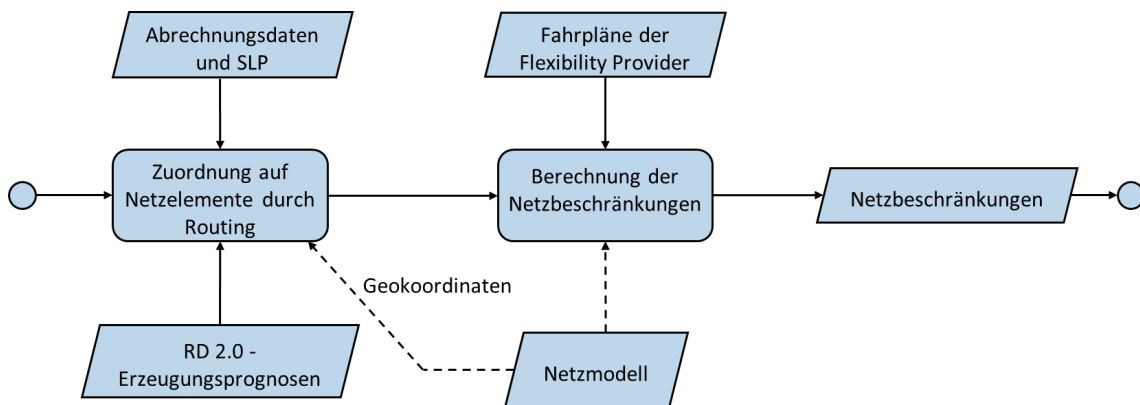 Abrechnungsdaten
und SLP
Fahrpläne der
Flexibility Provider
Zuordnung auf
Netzelemente durch
Routing
Berechnung der
Netzbeschränkungen
Netzbeschränkungen
Geokoordinaten
RD 2.0 -
Erzeugungsprognosen
Netzmodell